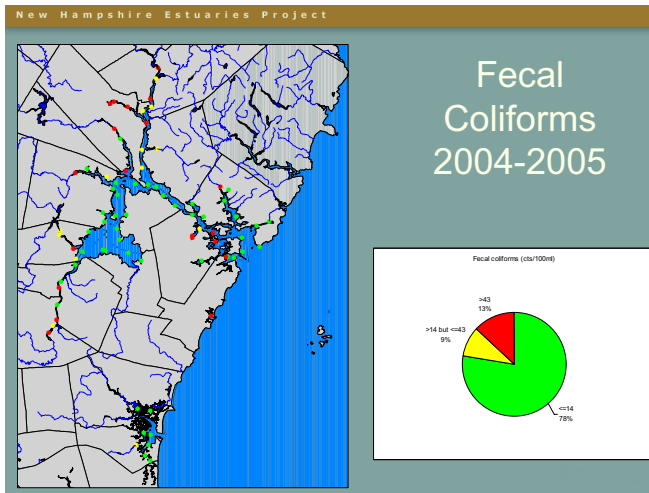 New Hampshire Estuaries Project
Fecal
Coliforms
2004-2005
Fecal coliforms (cts/100ml)
>43
13%
>14 but <=43
9%
<=14
78%